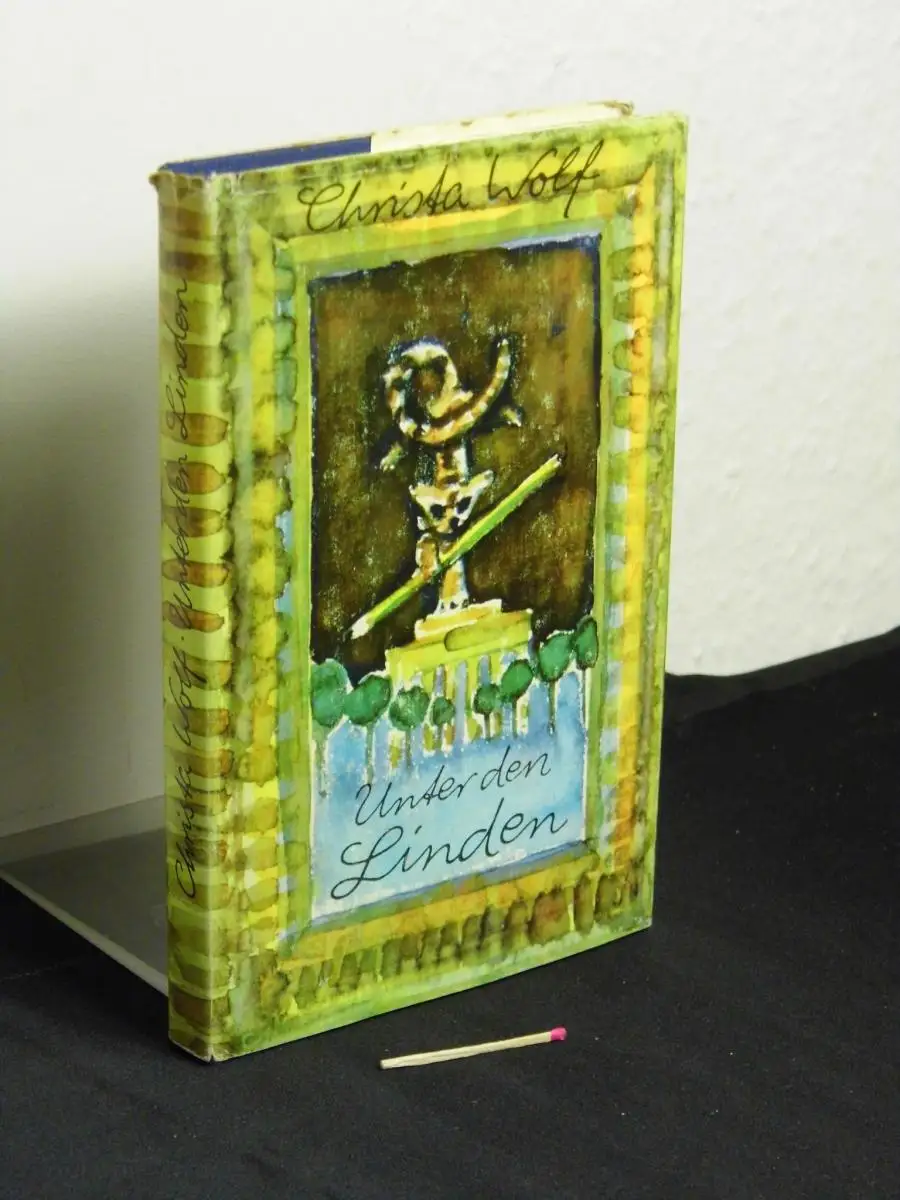 Christa Wolf
Unter den
Linden
Christa Wolf · Unter den Linden